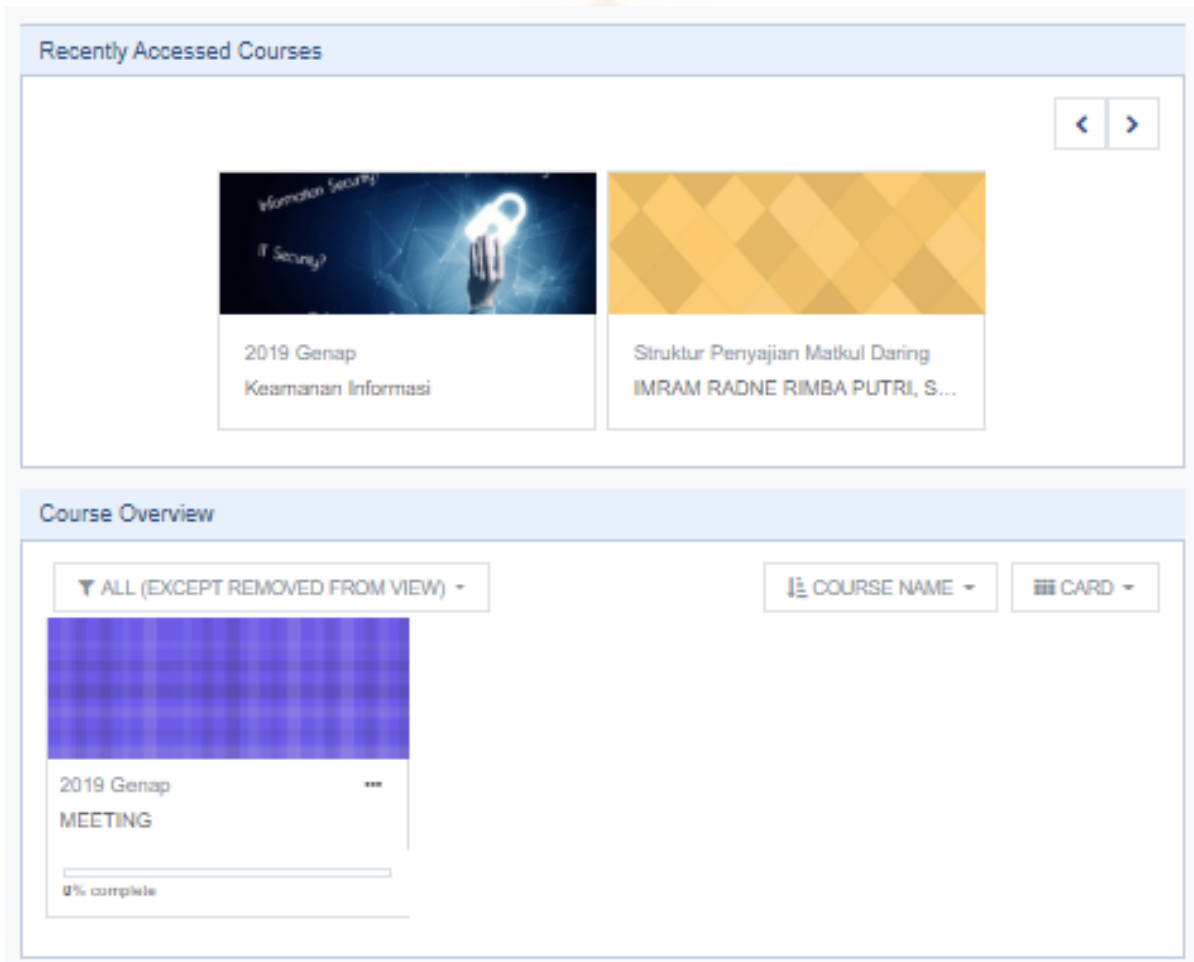 Recently Accessed Courses
Information Security?
IT Security?
2019 Genap
Keamanan Informasi
Struktur Penyajian Matkul Daring
IMRAM RADNE RIMBA PUTRI, S...
Course Overview
ALL (EXCEPT REMOVED FROM VIEW)
COURSE NAME
CARD
2019 Genap
MEETING
0% complete